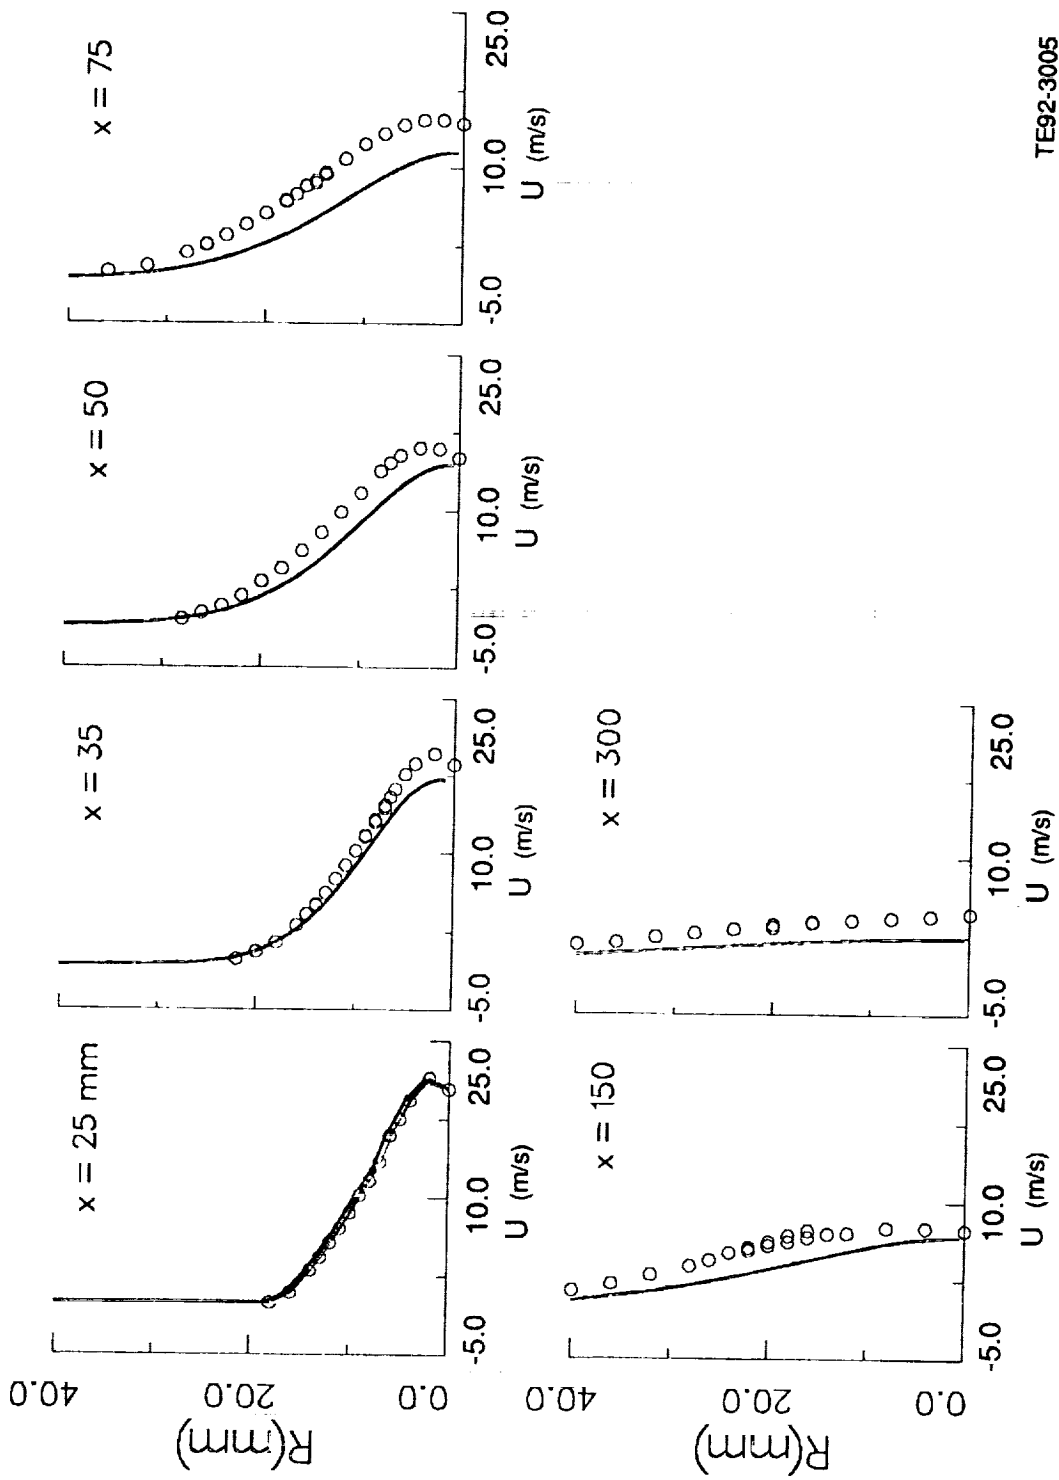 x = 25 mm
x = 35
x = 50
x = 75
R(mm)
40.0
20.0
0.0
-5.0 10.0 25.0
U (m/s)
-5.0 10.0 25.0
U (m/s)
-5.0 10.0 25.0
U (m/s)
-5.0 10.0 25.0
U (m/s)
x = 150
x = 300
R(mm)
40.0
20.0
0.0
-5.0 10.0 25.0
U (m/s)
-5.0 10.0 25.0
U (m/s)
TE92-3005